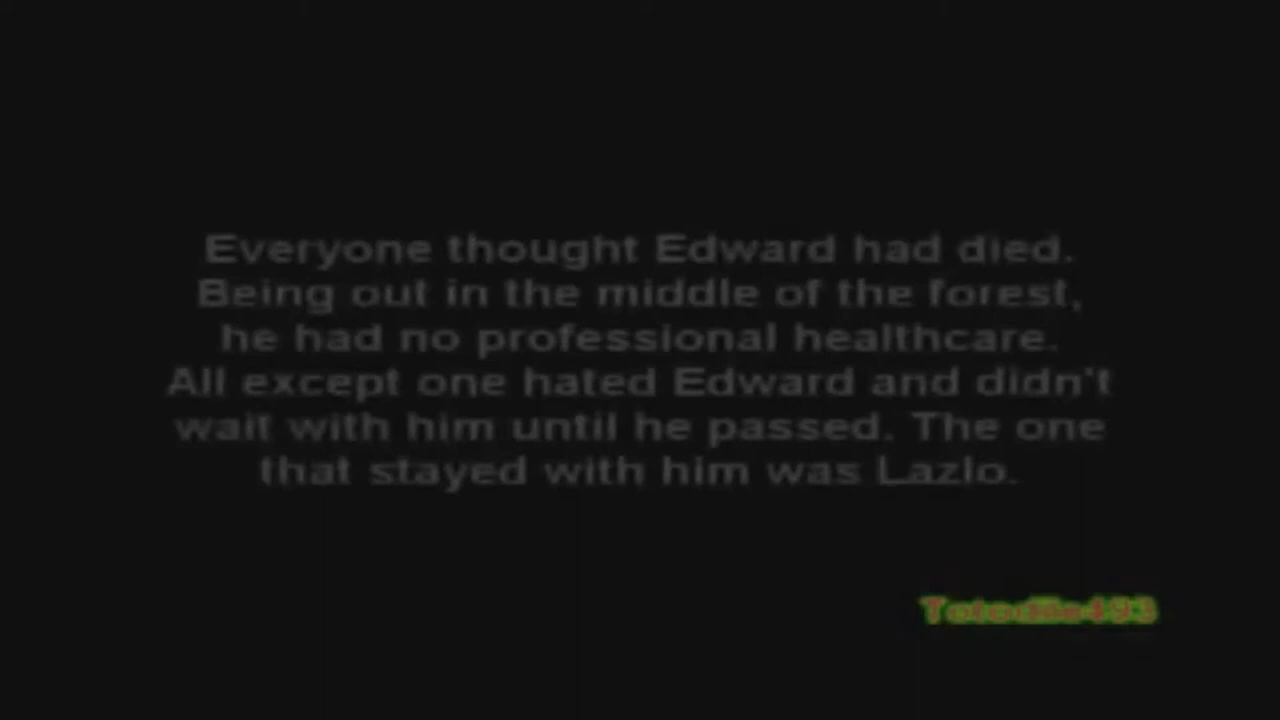 Everyone thought Edward had died.
Being out in the middle of the forest,
he had no professional healthcare.
All except one hated Edward and didn't
wait with him until he passed. The one
that stayed with him was Lazlo.
Totodile493